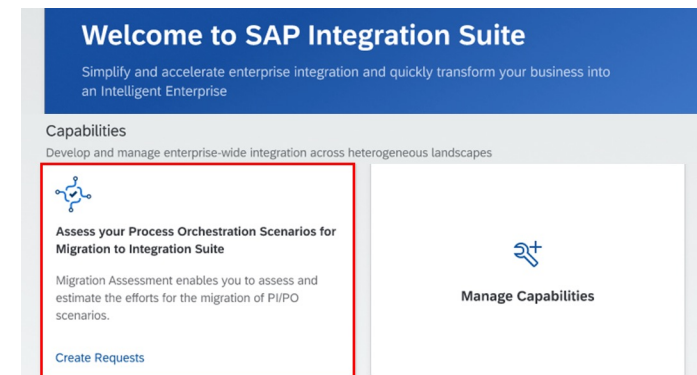 Welcome to SAP Integration Suite
Simplify and accelerate enterprise integration and quickly transform your business into
an Intelligent Enterprise
Capabilities
Develop and manage enterprise-wide integration across heterogeneous landscapes
Assess your Process Orchestration Scenarios for
Migration to Integration Suite
Migration Assessment enables you to assess and
estimate the efforts for the migration of PI/PO
scenarios.
Create Requests
Manage Capabilities